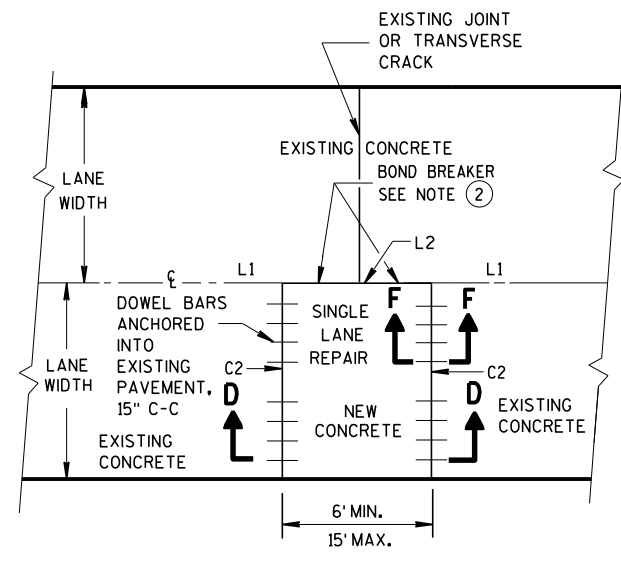 EXISTING JOINT
OR TRANSVERSE
CRACK
EXISTING CONCRETE
BOND BREAKER
SEE NOTE 2
LANE
WIDTH
L2
℄
L1
L1
DOWEL BARS
ANCHORED
INTO
EXISTING
PAVEMENT,
15" C-C
SINGLE
LANE
REPAIR
F
F
LANE
WIDTH
C2
C2
D
D
NEW
CONCRETE
EXISTING
CONCRETE
EXISTING
CONCRETE
6' MIN.
15' MAX.